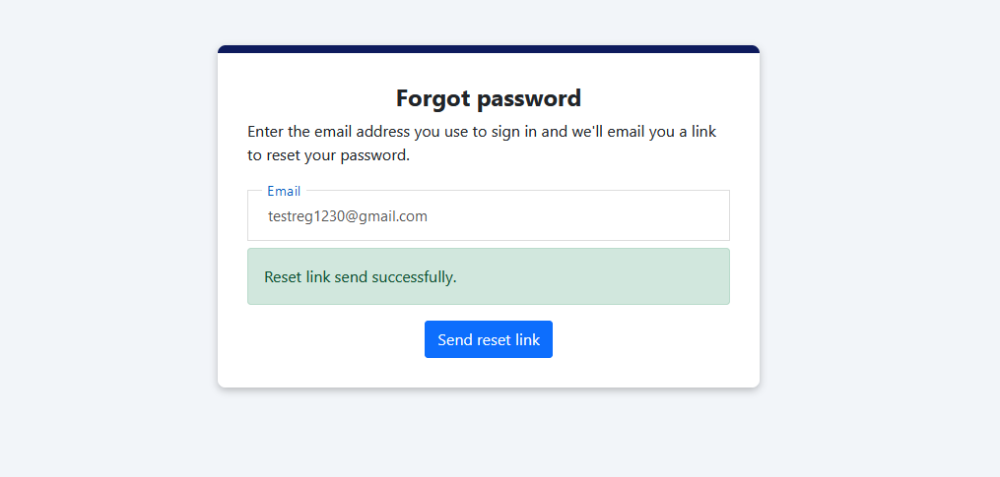 Forgot password
Enter the email address you use to sign in and we'll email you a link
to reset your password.
Email
testreg1230@gmail.com
Reset link send successfully.
Send reset link